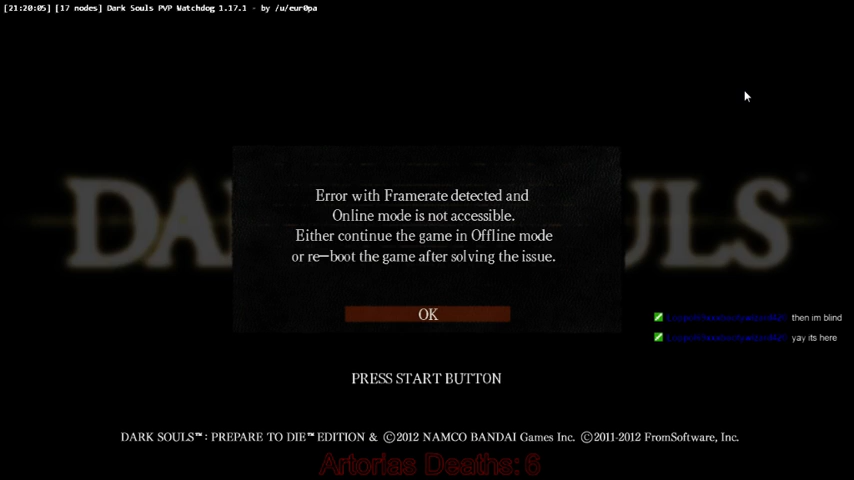 [21:20:05] [17 nodes] Dark Souls PVP Watchdog 1.17.1 - by /u/eur0pa
DA ULS
Error with Framerate detected and
Online mode is not accessible.
Either continue the game in Offline mode
or re-boot the game after solving the issue.
OK
then im blind
yay its here
PRESS START BUTTON
DARK SOULS™: PREPARE TO DIE™ EDITION & ©2012 NAMCO BANDAI Games Inc. ©2011-2012 FromSoftware, Inc.
Artorias Deaths: 6